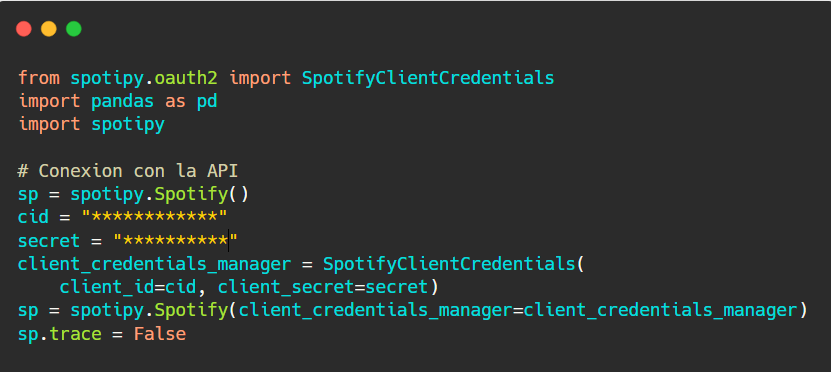 from spotipy.oauth2 import SpotifyClientCredentials
import pandas as pd
import spotipy
# Conexion con la API
sp = spotipy.Spotify()
cid = "************"
secret = "**********"
client_credentials_manager = SpotifyClientCredentials(
    client_id=cid, client_secret=secret)
sp = spotipy.Spotify(client_credentials_manager=client_credentials_manager)
sp.trace = False